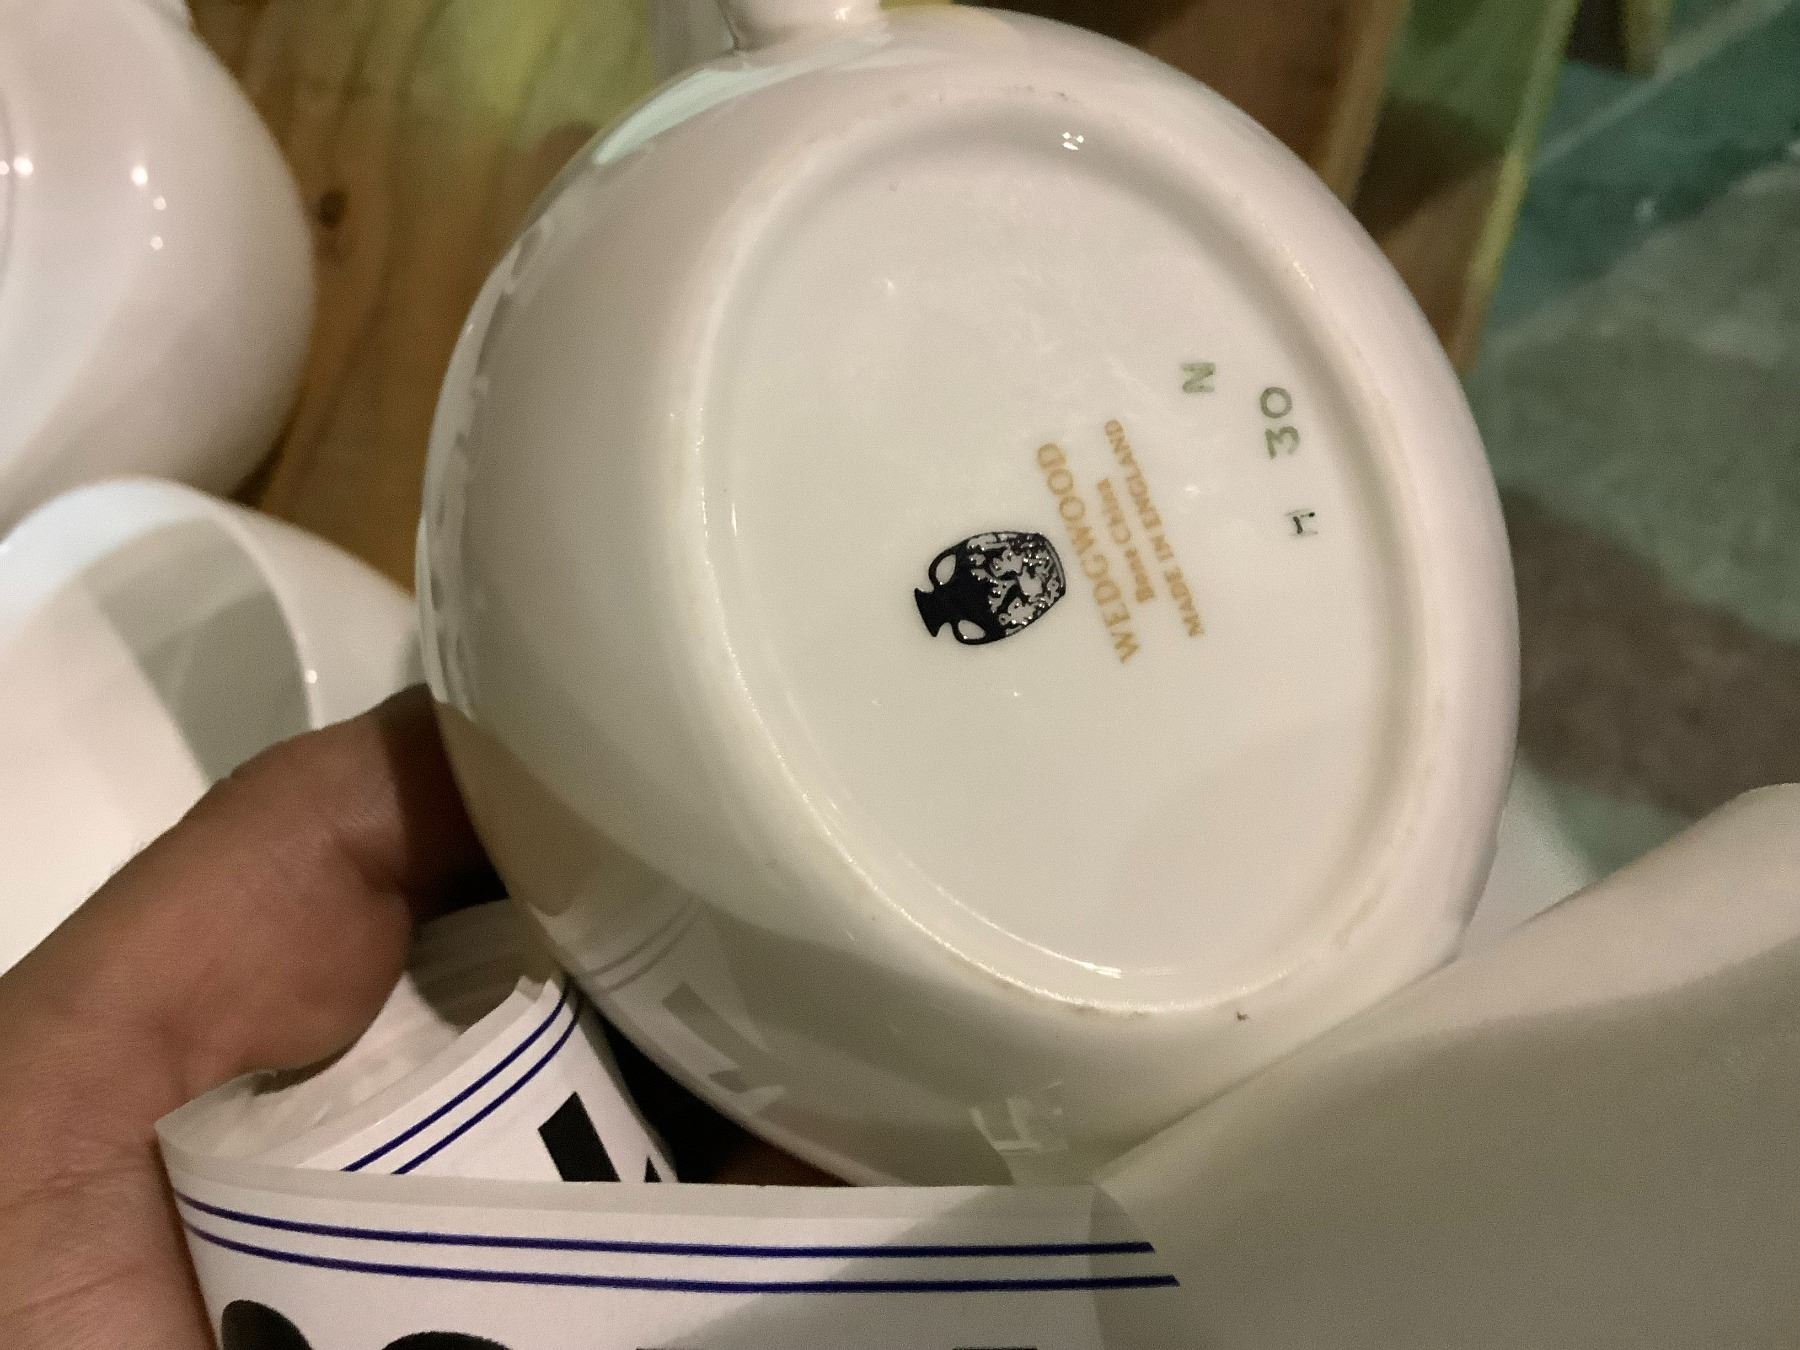 WEDGWOOD
Bone China
MADE IN ENGLAND
N
30